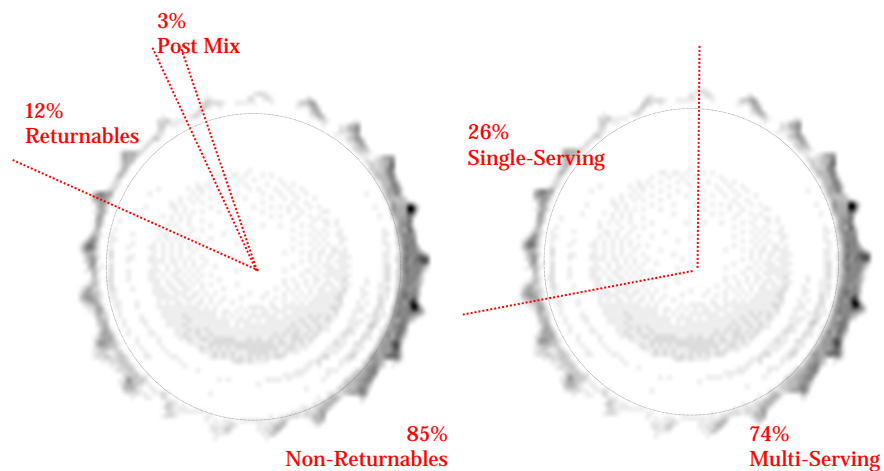 3%
Post Mix
12%
Returnables
85%
Non-Returnables
26%
Single-Serving
74%
Multi-Serving